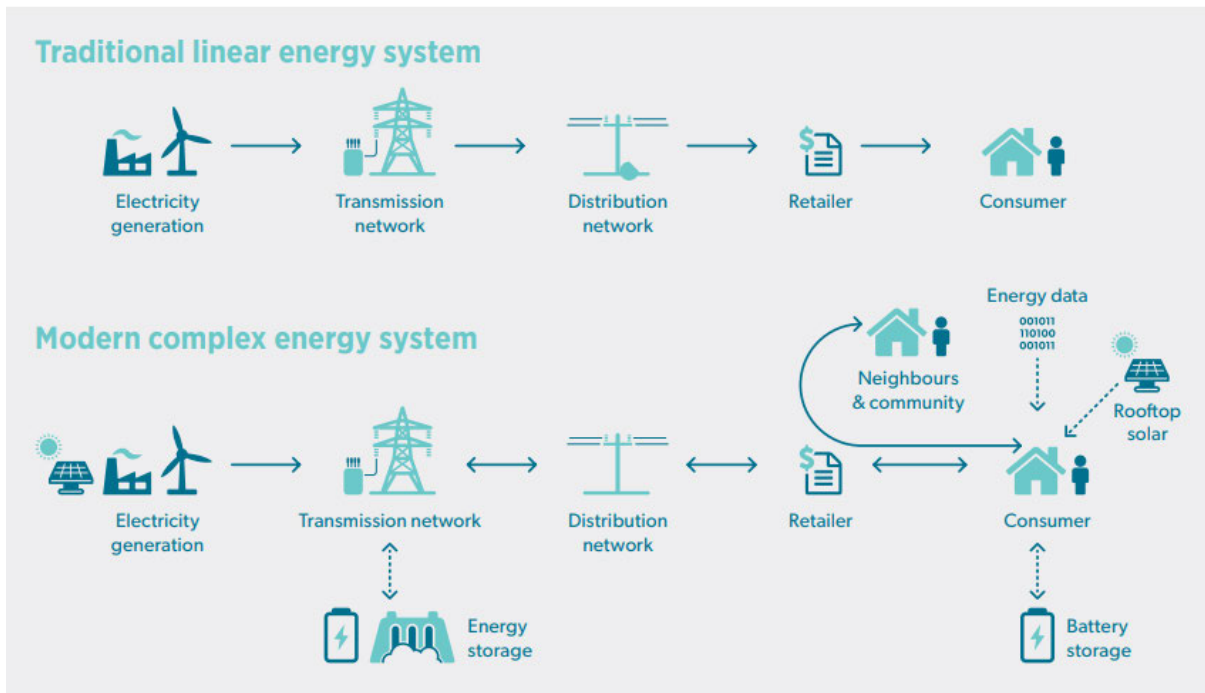 Traditional linear energy system
$
Electricity
generation
Transmission
network
Distribution
network
Retailer
Consumer
Modern complex energy system
Energy data
001011
110100
001011
Neighbours
& community
Rooftop
solar
$
Electricity
generation
Transmission network
Distribution
network
Retailer
Consumer
Energy
storage
Battery
storage